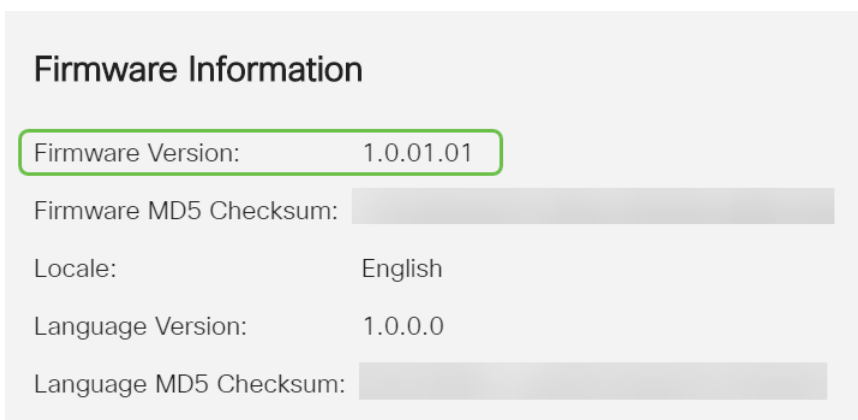 Firmware Information
Firmware Version: 1.0.01.01
Firmware MD5 Checksum:
Locale: English
Language Version: 1.0.0.0
Language MD5 Checksum: